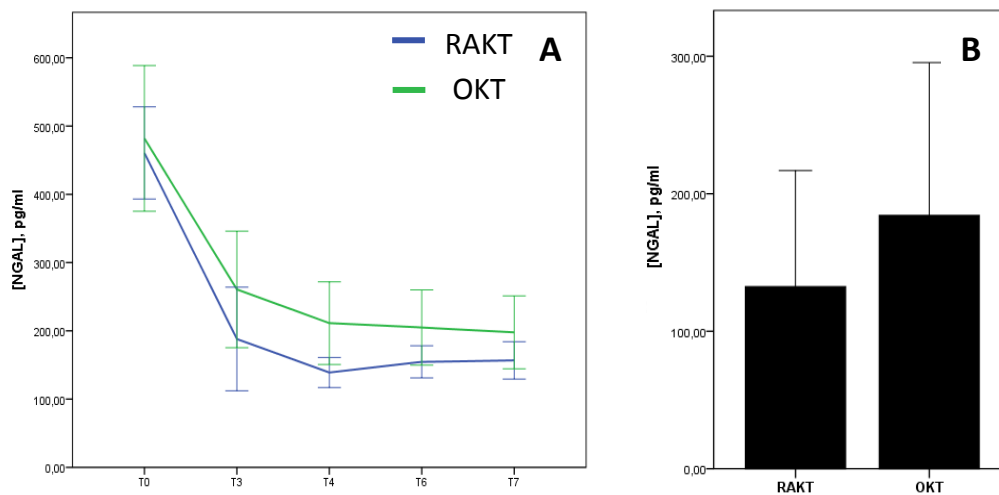 RAKT
OKT
A
[NGAL], pg/ml
600,00
500,00
400,00
300,00
200,00
100,00
0,00
T0
T3
T4
T6
T7
B
[NGAL], pg/ml
300,00
200,00
100,00
0,00
RAKT
OKT